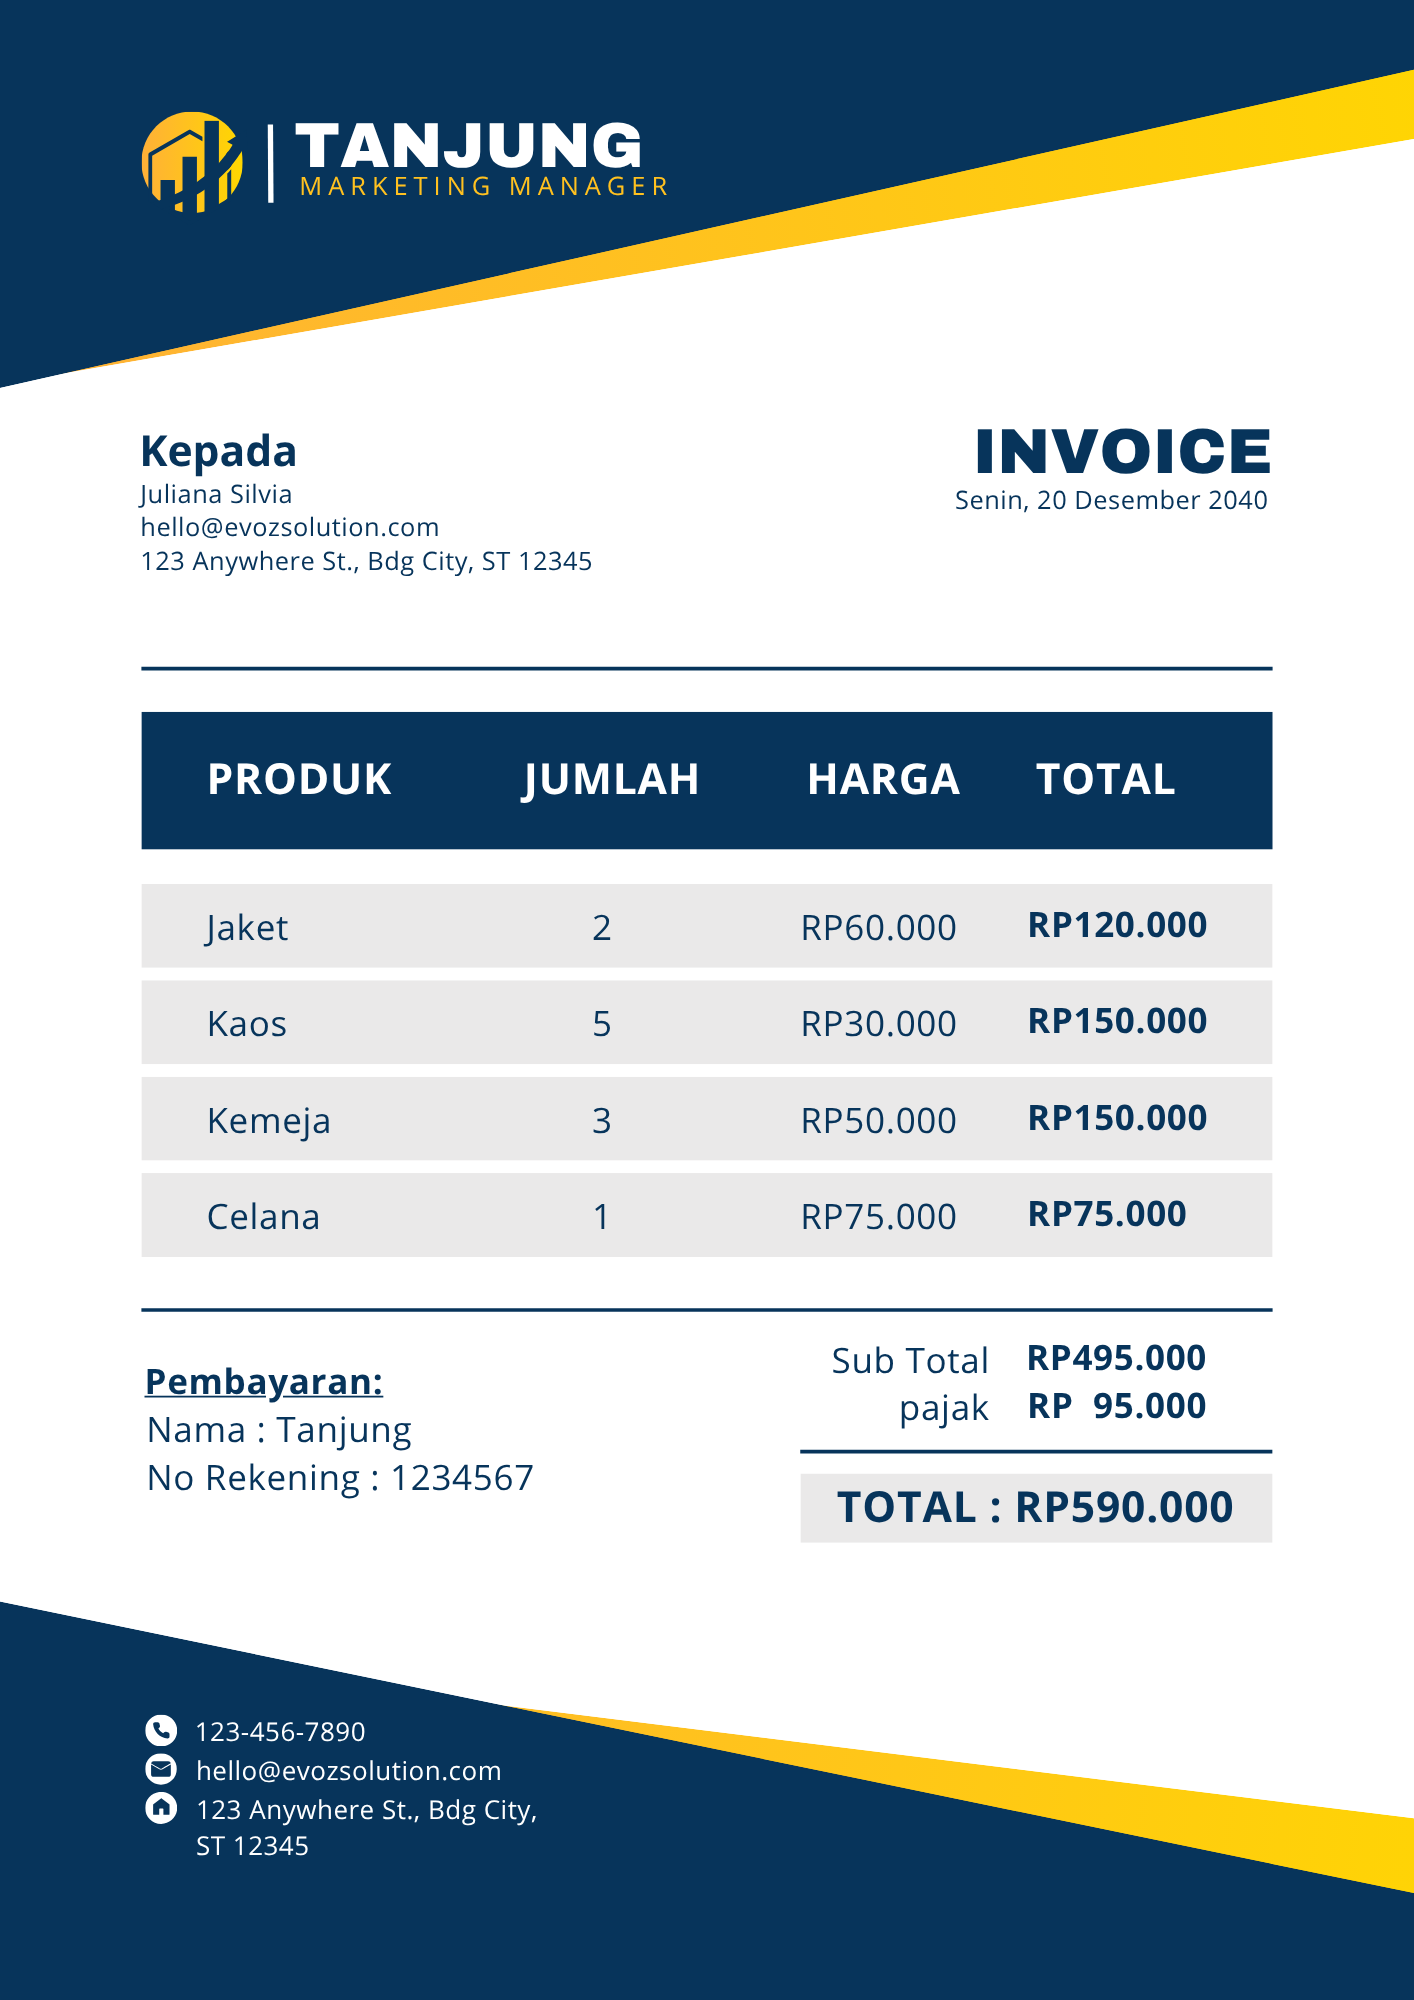 TANJUNG
MARKETING MANAGER
Kepada
Juliana Silvia
hello@evozsolution.com
123 Anywhere St., Bdg City, ST 12345
INVOICE
Senin, 20 Desember 2040
PRODUK JUMLAH HARGA TOTAL
Jaket 2 RP60.000 RP120.000
Kaos 5 RP30.000 RP150.000
Kemeja 3 RP50.000 RP150.000
Celana 1 RP75.000 RP75.000
Sub Total RP495.000
pajak RP 95.000
TOTAL : RP590.000
Pembayaran:
Nama : Tanjung
No Rekening : 1234567
123-456-7890
hello@evozsolution.com
123 Anywhere St., Bdg City,
ST 12345